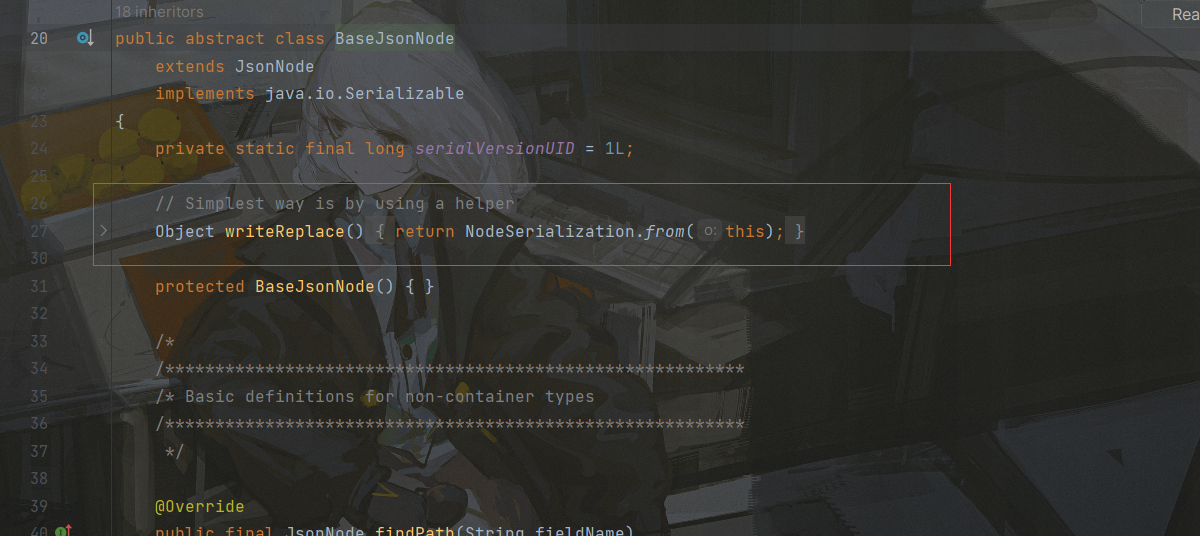 18 inheritors
Rea
20 public abstract class BaseJsonNode
extends JsonNode
22 implements java.io.Serializable
23 {
24 private static final long serialVersionUID = 1L;
25
26 // Simplest way is by using a helper
27 Object writeReplace() { return NodeSerialization.from( o: this); }
30
31 protected BaseJsonNode() { }
32
33 /*
34 /**********************************************************
35 /* Basic definitions for non-container types
36 /**********************************************************
37 */
38
39 @Override
40 public final JsonNode findPath(String fieldName)